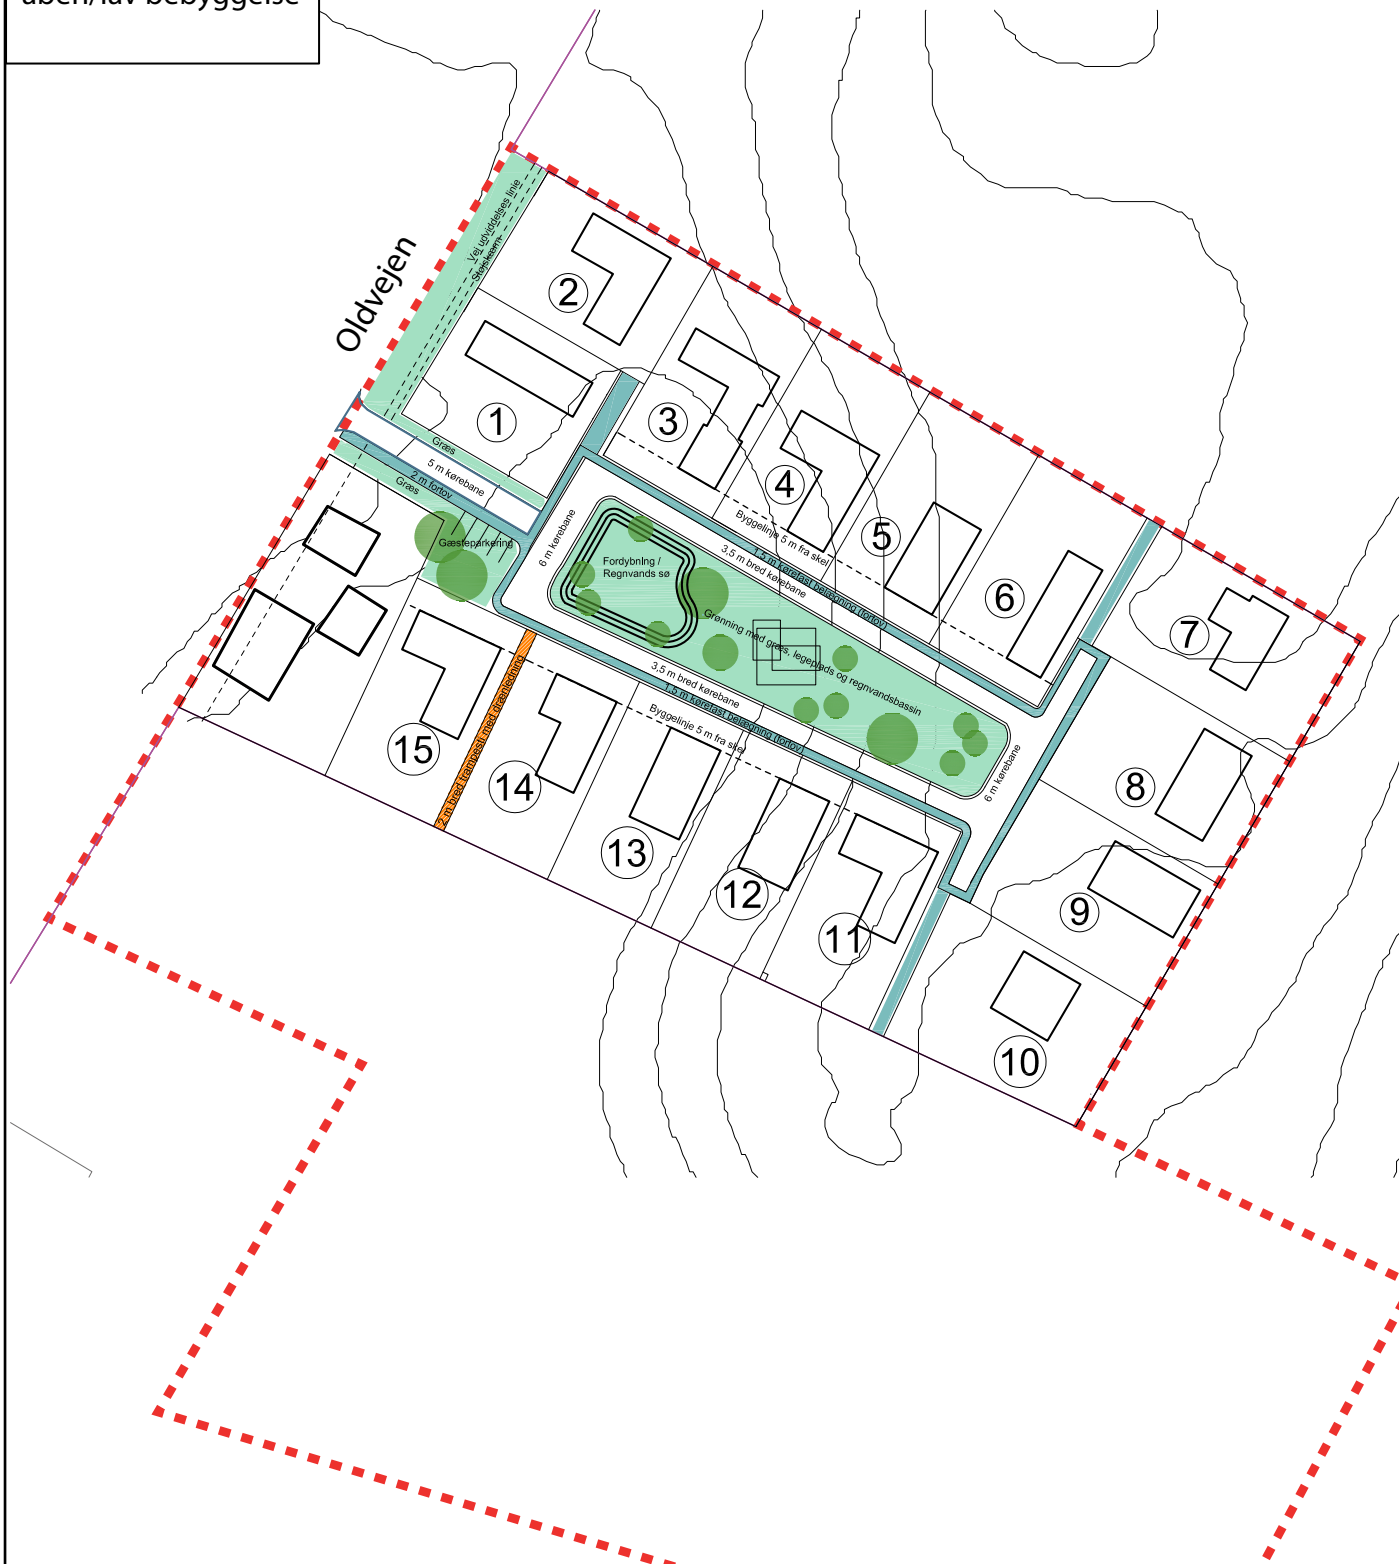 åben/lav bebyggelse
Oldvejen
Vej udviddelses linie
Støjskærm
2
1
3
4
5
6
7
8
9
10
11
12
13
14
15
Græs
5 m kørebane
2 m fortov
Græs
Gæsteparkering
6 m kørebane
Fordybning /
Regnvands sø
Byggelinje 5 m fra skel
1,5 m kørefast belægning (fortov)
3,5 m bred kørebane
Grønning med græs, legeplads og regnvandsbassin
3,5 m bred kørebane
1,5 m kørefast belægning (fortov)
Byggelinje 5 m fra skel
6 m kørebane
2 m bred trampesti med drænledning